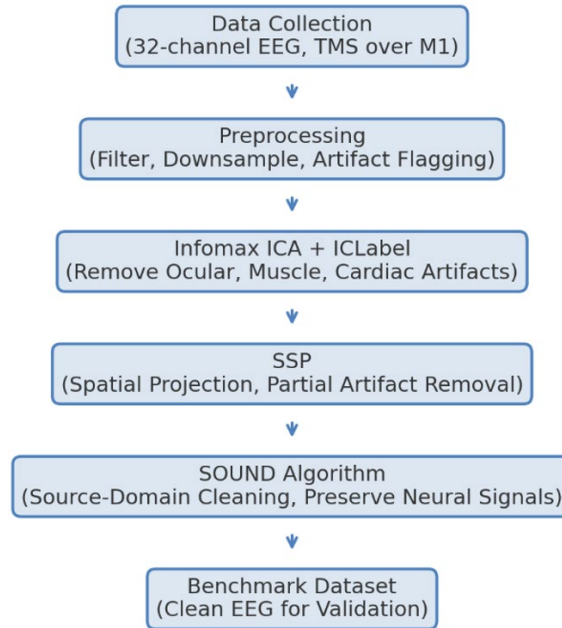 Data Collection
(32-channel EEG, TMS over M1)
Preprocessing
(Filter, Downsample, Artifact Flagging)
Infomax ICA + ICLabel
(Remove Ocular, Muscle, Cardiac Artifacts)
SSP
(Spatial Projection, Partial Artifact Removal)
SOUND Algorithm
(Source-Domain Cleaning, Preserve Neural Signals)
Benchmark Dataset
(Clean EEG for Validation)